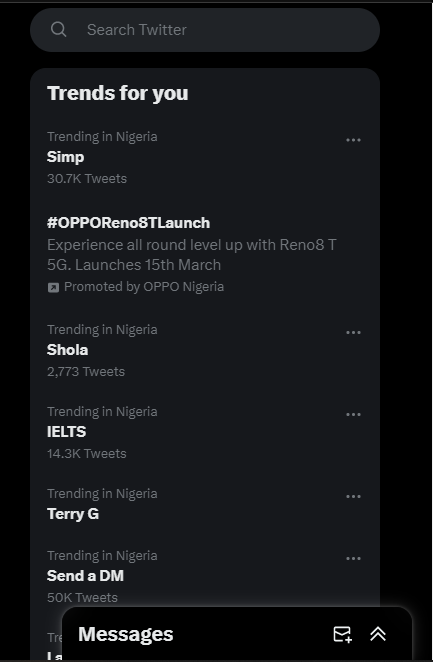 Search Twitter
Trends for you
Trending in Nigeria
Simp
30.7K Tweets
#OPPOReno8TLaunch
Experience all round level up with Reno8 T
5G. Launches 15th March
Promoted by OPPO Nigeria
Trending in Nigeria
Shola
2,773 Tweets
Trending in Nigeria
IELTS
14.3K Tweets
Trending in Nigeria
Terry G
Trending in Nigeria
Send a DM
50K Tweets
Messages